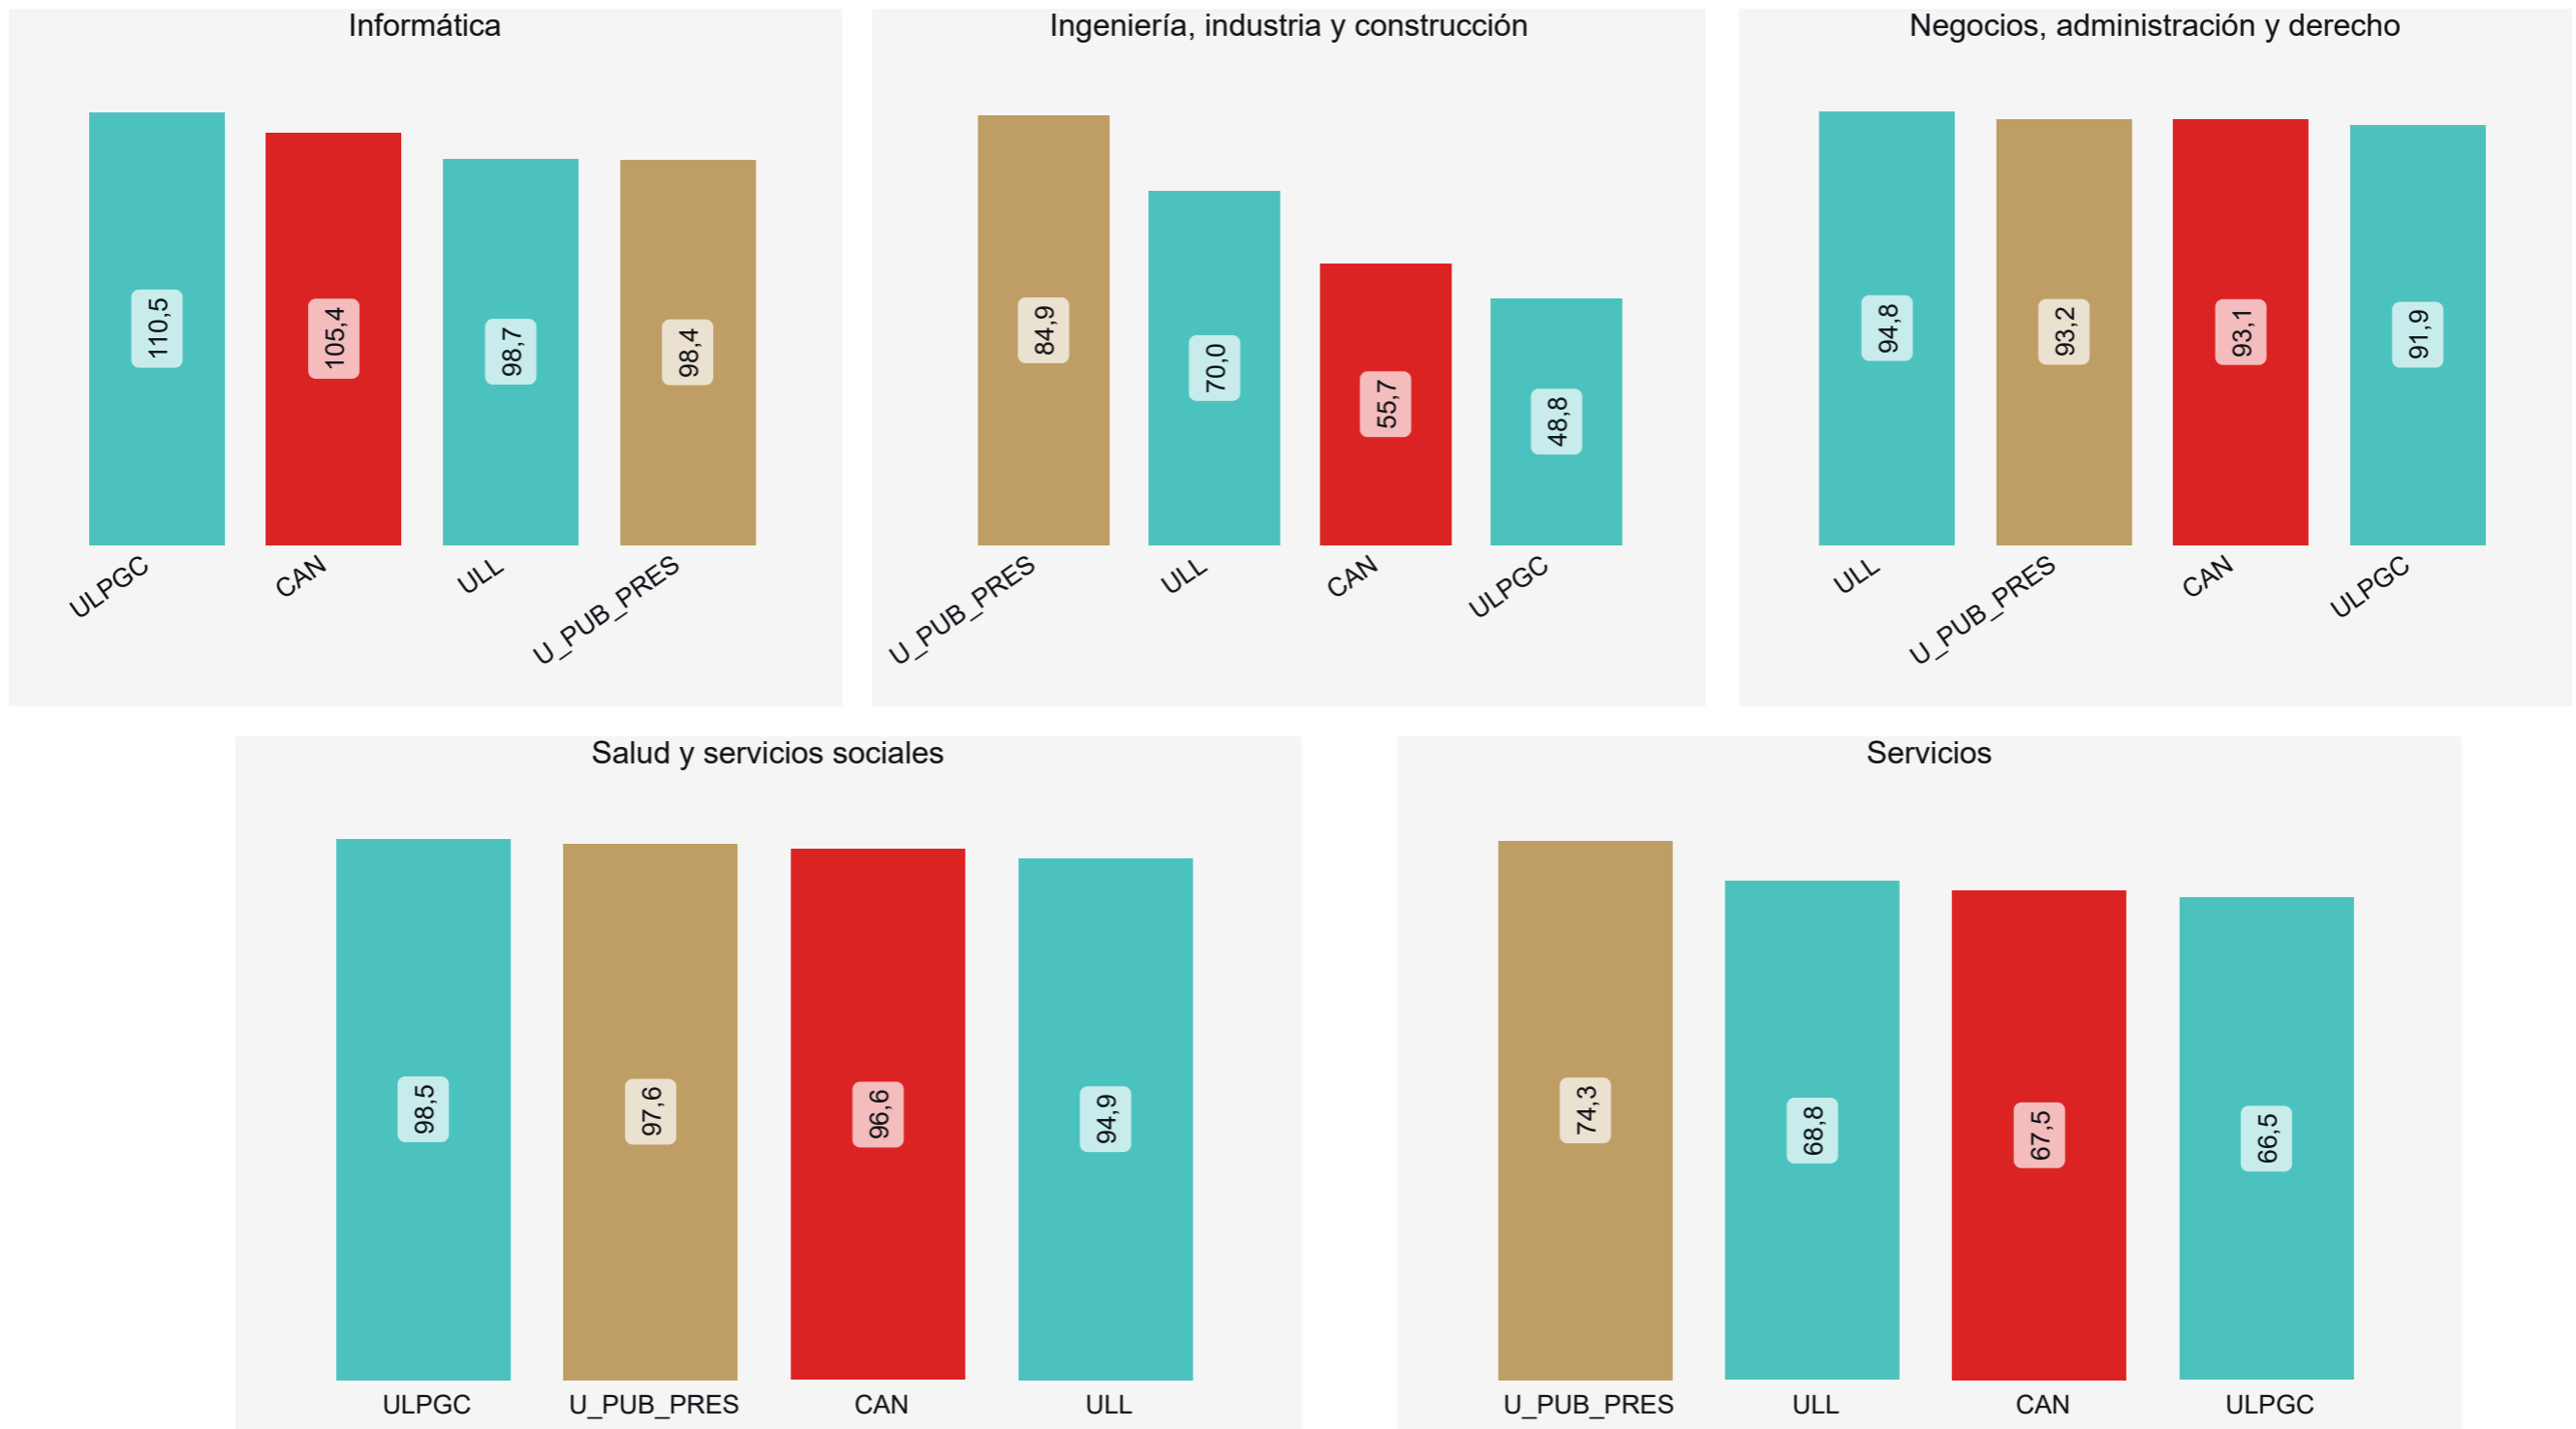 Informática
110,5
105,4
98,7
98,4
ULPGC
CAN
ULL
U_PUB_PRES
Ingeniería, industria y construcción
84,9
70,0
55,7
48,8
U_PUB_PRES
ULL
CAN
ULPGC
Negocios, administración y derecho
94,8
93,2
93,1
91,9
ULL
U_PUB_PRES
CAN
ULPGC
Salud y servicios sociales
98,5
97,6
96,6
94,9
ULPGC
U_PUB_PRES
CAN
ULL
Servicios
74,3
68,8
67,5
66,5
U_PUB_PRES
ULL
CAN
ULPGC